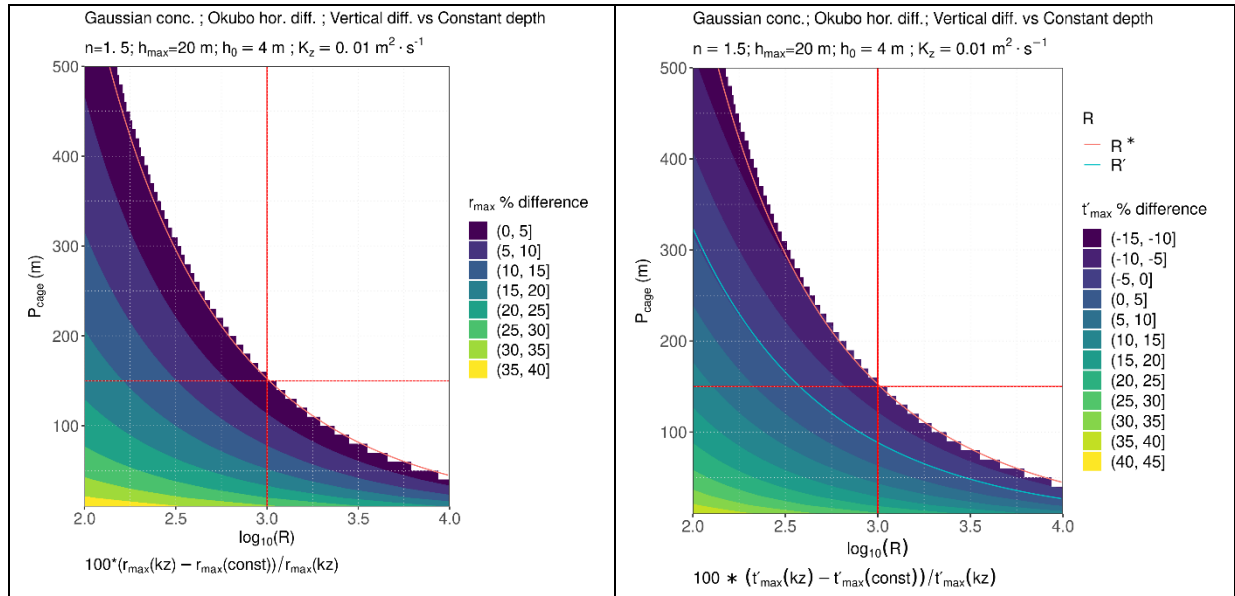 Gaussian conc. ; Okubo hor. diff. ; Vertical diff. vs Constant depth
n=1. 5; hmax=20 m; h0 = 4 m ; Kz = 0. 01 m² · s⁻¹
500
400
300
200
100
Pcage (m)
2.0
2.5
3.0
3.5
4.0
log10(R)
100*(rmax(kz) − rmax(const))/rmax(kz)
rmax % difference
(0, 5]
(5, 10]
(10, 15]
(15, 20]
(20, 25]
(25, 30]
(30, 35]
(35, 40]
Gaussian conc.; Okubo hor. diff.; Vertical diff. vs Constant depth
n = 1.5; hmax=20 m; h0 = 4 m ; Kz = 0.01 m² · s⁻¹
500
400
300
200
100
Pcage (m)
2.0
2.5
3.0
3.5
4.0
log10(R)
100 * (t′max(kz) − t′max(const))/t′max(kz)
R
R*
R′
t′max % difference
(-15, -10]
(-10, -5]
(-5, 0]
(0, 5]
(5, 10]
(10, 15]
(15, 20]
(20, 25]
(25, 30]
(30, 35]
(35, 40]
(40, 45]